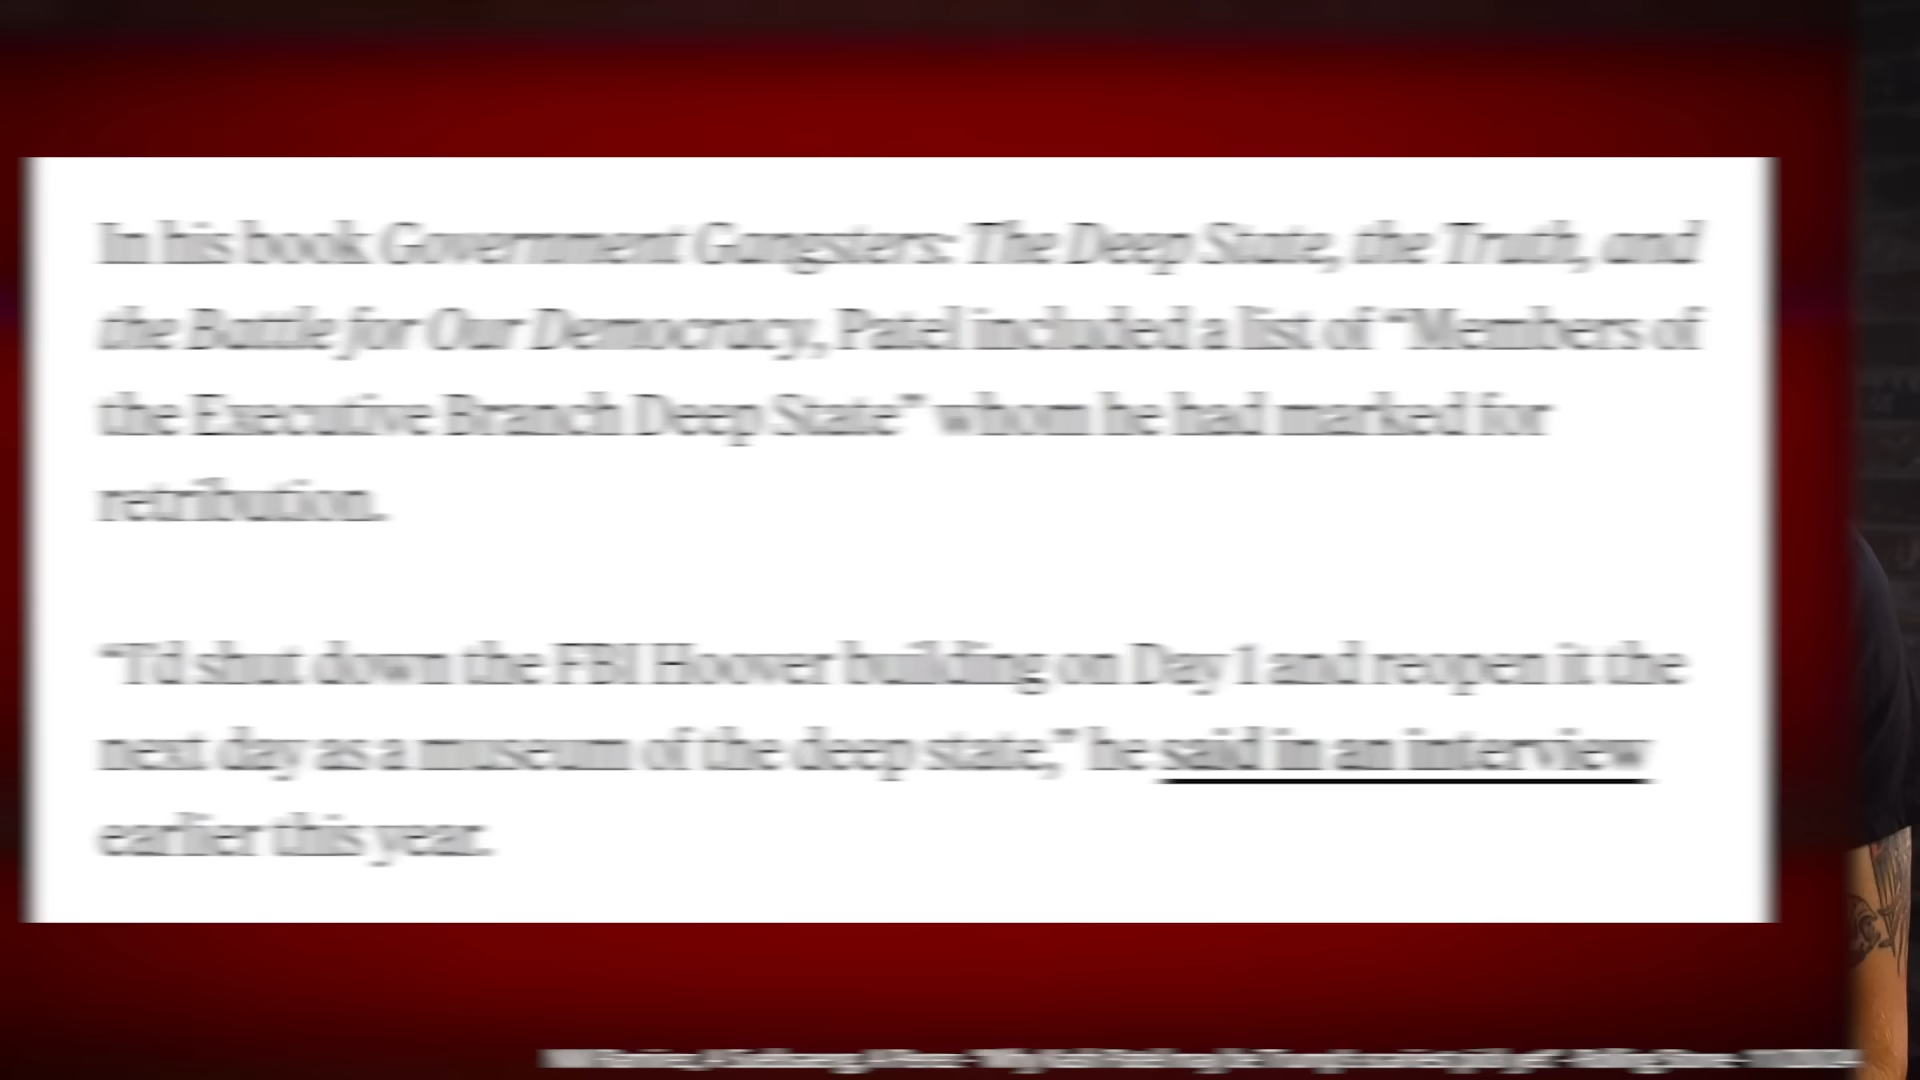 In his book Government Gangsters: The Deep State, the Truth, and
the Battle for Our Democracy, Patel included a list of “Members of
the Executive Branch Deep State” whom he had marked for
retribution.
“I’d shut down the FBI Hoover building on Day 1 and reopen it the
next day as a museum of the deep state,” he said in an interview
earlier this year.